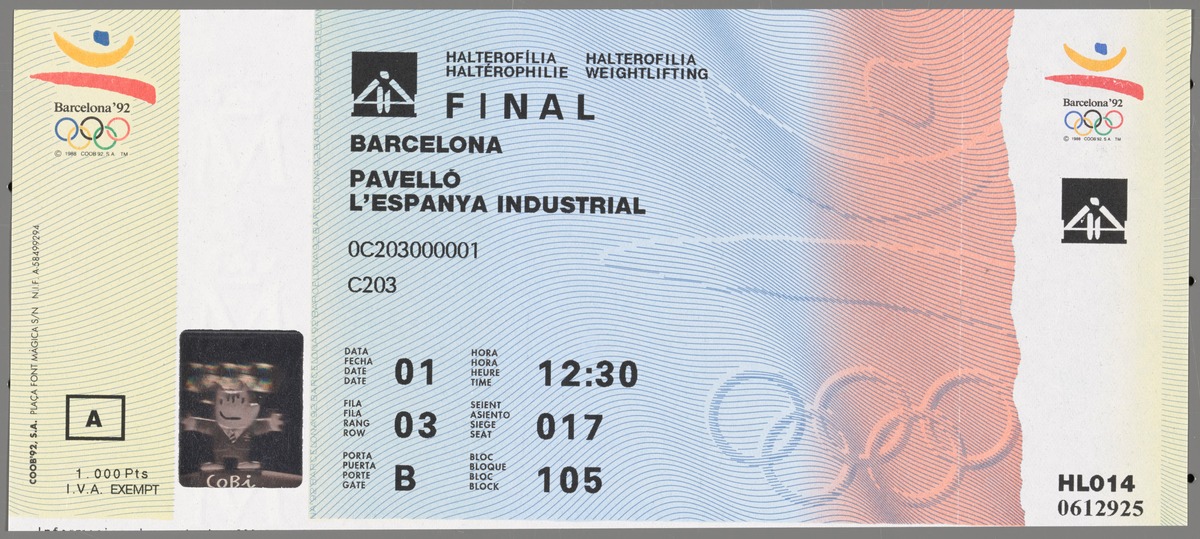 Barcelona '92
© 1988 COOB'92 S.A. TM
COOB'92, S.A. PLAÇA FONT MÀGICA S/N N.I.F. A-58499294
A
1.000 Pts
I.V.A. EXEMPT
COBI
HALTEROFÍLIA HALTEROFILIA
HALTÉROPHILIE WEIGHTLIFTING
FINAL
BARCELONA
PAVELLÓ
L'ESPANYA INDUSTRIAL
0C203000001
C203
DATA
FECHA
DATE
DATE
01
HORA
HORA
HEURE
TIME
12:30
FILA
FILA
RANG
ROW
03
SEIENT
ASIENTO
SIEGE
SEAT
017
PORTA
PUERTA
PORTE
GATE
B
BLOC
BLOQUE
BLOC
BLOCK
105
Barcelona '92
© 1988 COOB'92 S.A. TM
HL014
0612925